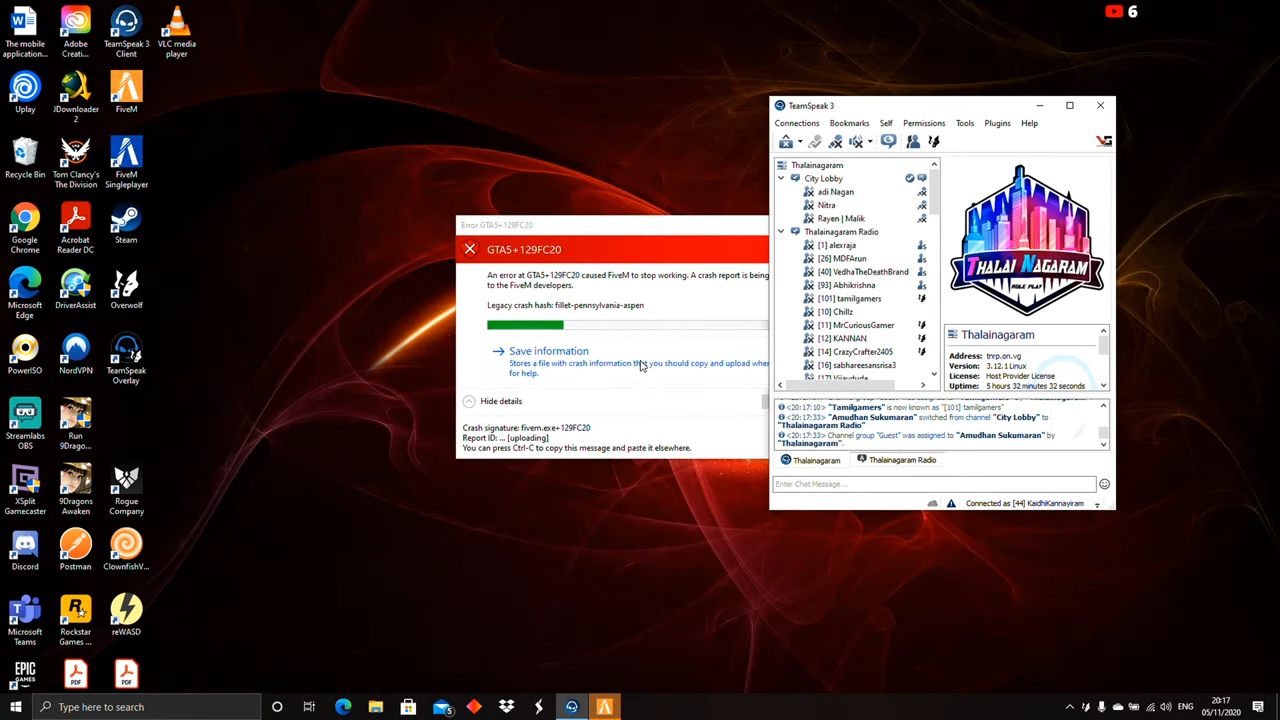 6
The mobile
application...
Adobe
Creati...
TeamSpeak 3
Client
VLC media
player
Uplay
JDownloader
2
FiveM
Recycle Bin
Tom Clancy's
The Division
FiveM
Singleplayer
Google
Chrome
Acrobat
Reader DC
Steam
Microsoft
Edge
DriverAssist
Overwolf
PowerISO
NordVPN
TeamSpeak
Overlay
Streamlabs
OBS
Run
9Drago...
XSplit
Gamecaster
9Dragons
Awaken
Rogue
Company
Discord
Postman
ClownfishV...
Microsoft
Teams
Rockstar
Games ...
reWASD
EPIC
GAMES
Error GTA5+129FC20
GTA5+129FC20
An error at GTA5+129FC20 caused FiveM to stop working. A crash report is being
to the FiveM developers.
Legacy crash hash: fillet-pennsylvania-aspen
Save information
Stores a file with crash information that you should copy and upload wher
for help.
Hide details
Crash signature: fivem.exe+129FC20
Report ID: ... [uploading]
You can press Ctrl-C to copy this message and paste it elsewhere.
TeamSpeak 3
Connections Bookmarks Self Permissions Tools Plugins Help
Thalainagaram
City Lobby
adi Nagan
Nitra
Rayen | Malik
Thalainagaram Radio
[1] alexraja
[26] MDFArun
[40] VedhaTheDeathBrand
[93] Abhikrishna
[101] tamilgamers
[10] Chillz
[11] MrCuriousGamer
[12] KANNAN
[14] CrazyCrafter2405
[16] sabhareesansrisa3
THALAI NAGARAM
ROLE PLAY
Thalainagaram
Address: tnrp.on.vg
Version: 3.12.1 Linux
License: Host Provider License
Uptime: 5 hours 32 minutes 32 seconds
<20:17:10> "Tamilgamers" is now known as "[101] tamilgamers"
<20:17:33> "Amudhan Sukumaran" switched from channel "City Lobby" to
"Thalainagaram Radio"
<20:17:33> Channel group "Guest" was assigned to "Amudhan Sukumaran" by
"Thalainagaram".
Thalainagaram Thalainagaram Radio
Enter Chat Message...
Connected as [44] KaidhiKannayiram
Type here to search
5
ENG
20:17
05/11/2020